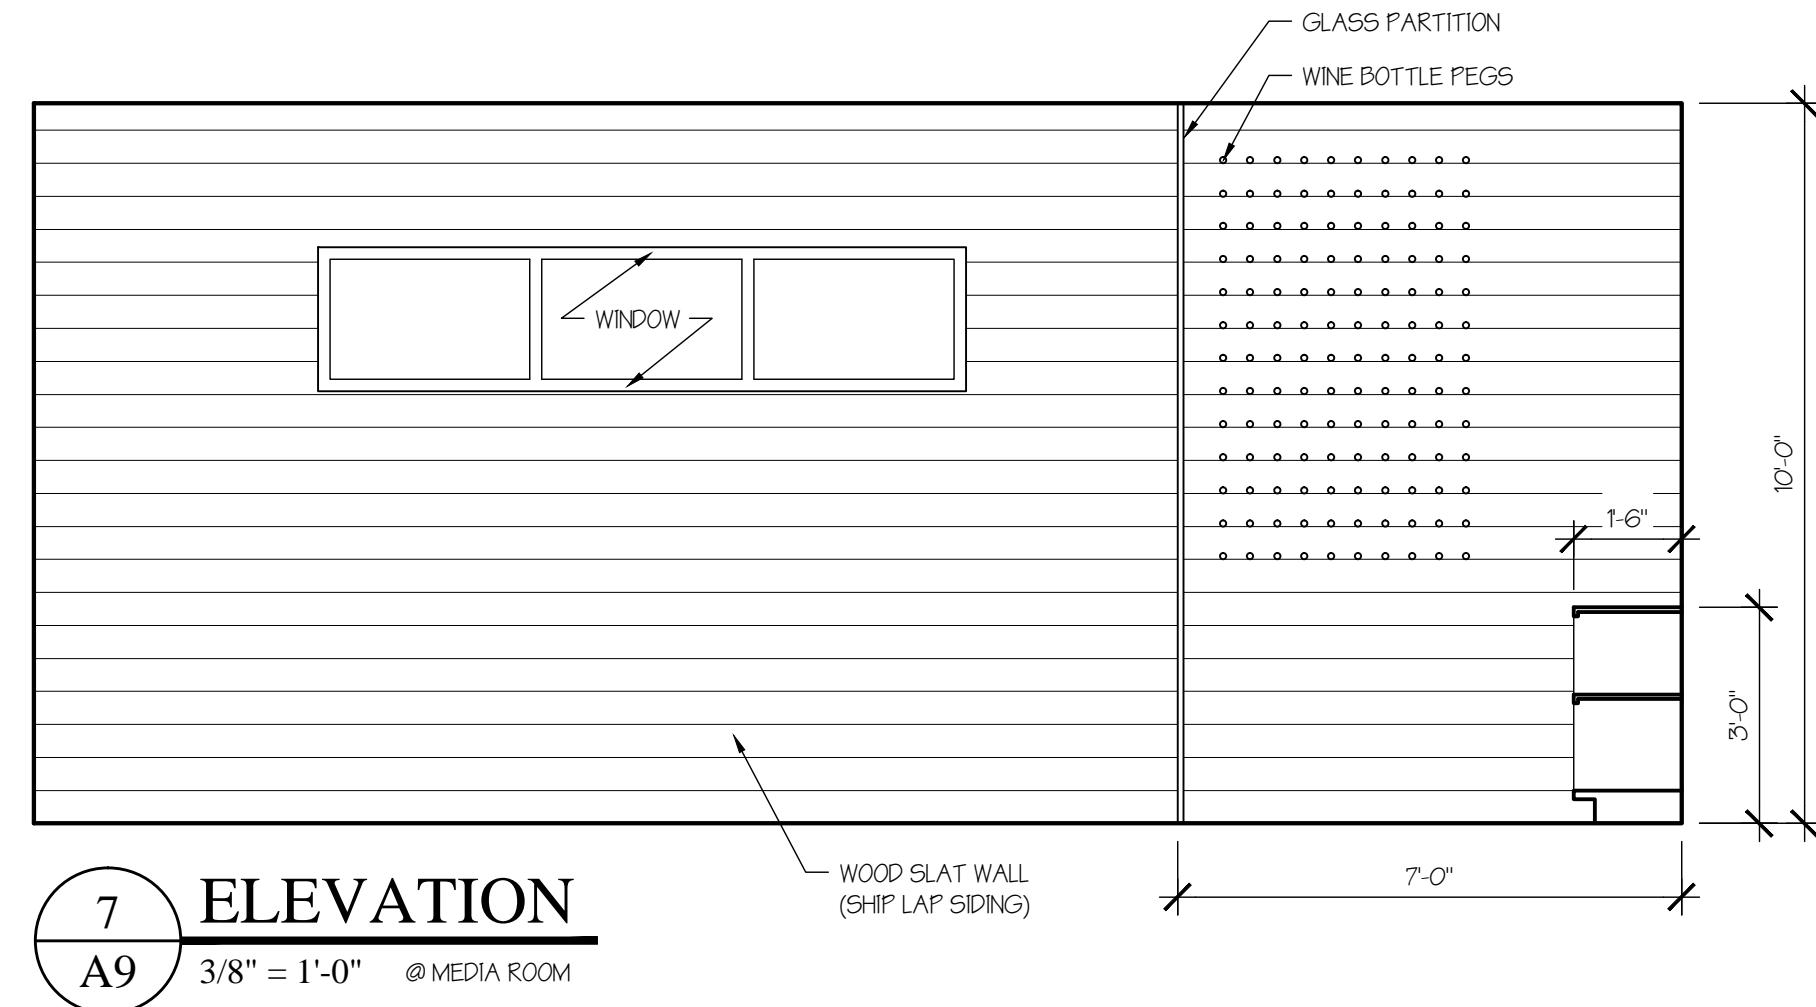 GLASS PARTITION
WINE BOTTLE PEGS
WINDOW
10'-0"
1'-6"
3'-0"
7'-0"
WOOD SLAT WALL
(SHIP LAP SIDING)
7
A9
ELEVATION
3/8" = 1'-0" @ MEDIA ROOM